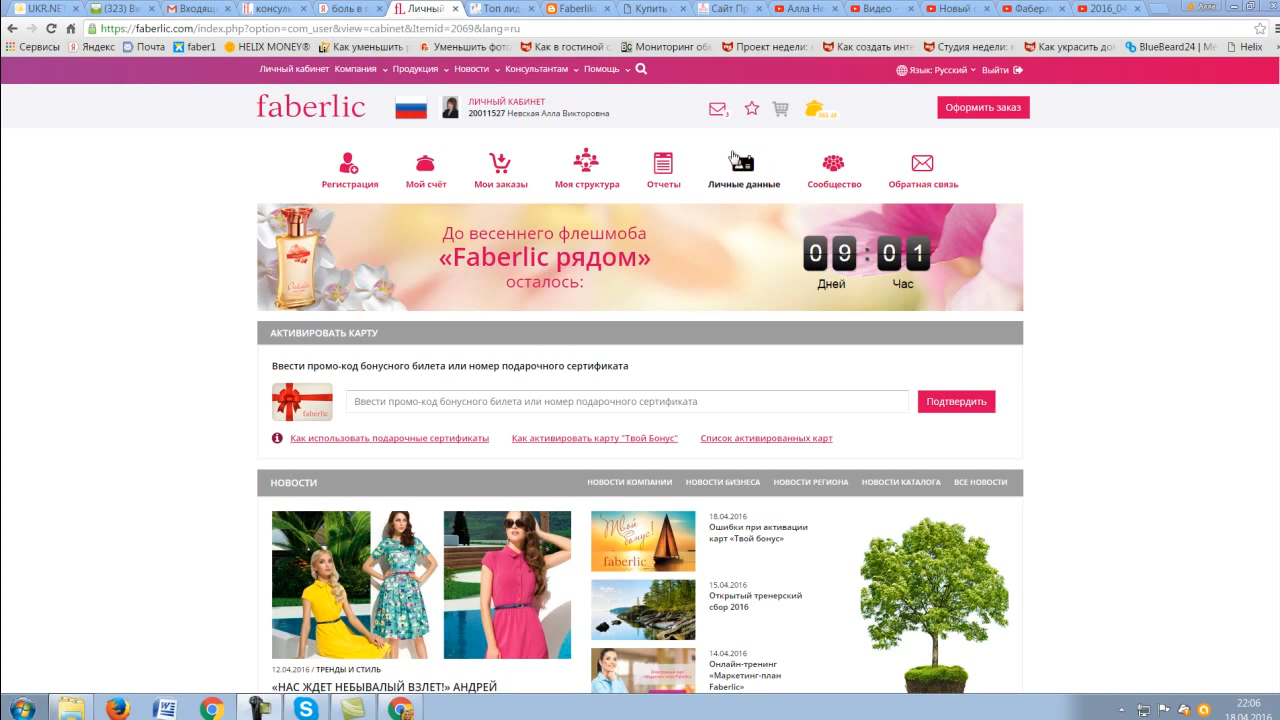 UKR.NET
(323) Вхо
Входящи
консуль
боль в
Личный
Топ лид
Faberlik
Купить
Сайт Пр
Алла Не
Видео -
Новый
Фаберл
2016_04
Алла
https://faberlic.com/index.php?option=com_user&view=cabinet&Itemid=2069&lang=ru
Сервисы
Яндекс
Почта
faber1
HELIX MONEY®
Как уменьшить р
Уменьшить фото
Как в гостиной с
Мониторинг обм
Проект недели:
Как создать инте
Студия недели:
Как украсить дом
BlueBeard24 | Ме
Helix
Личный кабинет Компания Продукция Новости Консультантам Помощь
Язык: Русский Выйти
faberlic
ЛИЧНЫЙ КАБИНЕТ
20011527 Невская Алла Викторовна
3
Оформить заказ
Регистрация Мой счёт Мои заказы Моя структура Отчеты Личные данные Сообщество Обратная связь
До весеннего флешмоба
«Faberlic рядом»
осталось:
09:01
Дней Час
АКТИВИРОВАТЬ КАРТУ
Ввести промо-код бонусного билета или номер подарочного сертификата
faberlic
Ввести промо-код бонусного билета или номер подарочного сертификата
Подтвердить
Как использовать подарочные сертификаты Как активировать карту "Твой Бонус" Список активированных карт
НОВОСТИ
НОВОСТИ КОМПАНИИ НОВОСТИ БИЗНЕСА НОВОСТИ РЕГИОНА НОВОСТИ КАТАЛОГА ВСЕ НОВОСТИ
12.04.2016 / ТРЕНДЫ И СТИЛЬ
«НАС ЖДЕТ НЕБЫВАЛЫЙ ВЗЛЕТ!» АНДРЕЙ
Твой бонус!
faberlic
18.04.2016
Ошибки при активации
карт «Твой бонус»
15.04.2016
Открытый тренерский
сбор 2016
14.04.2016
Онлайн-тренинг
«Маркетинг-план
Faberlic»
22:06
18.04.2016